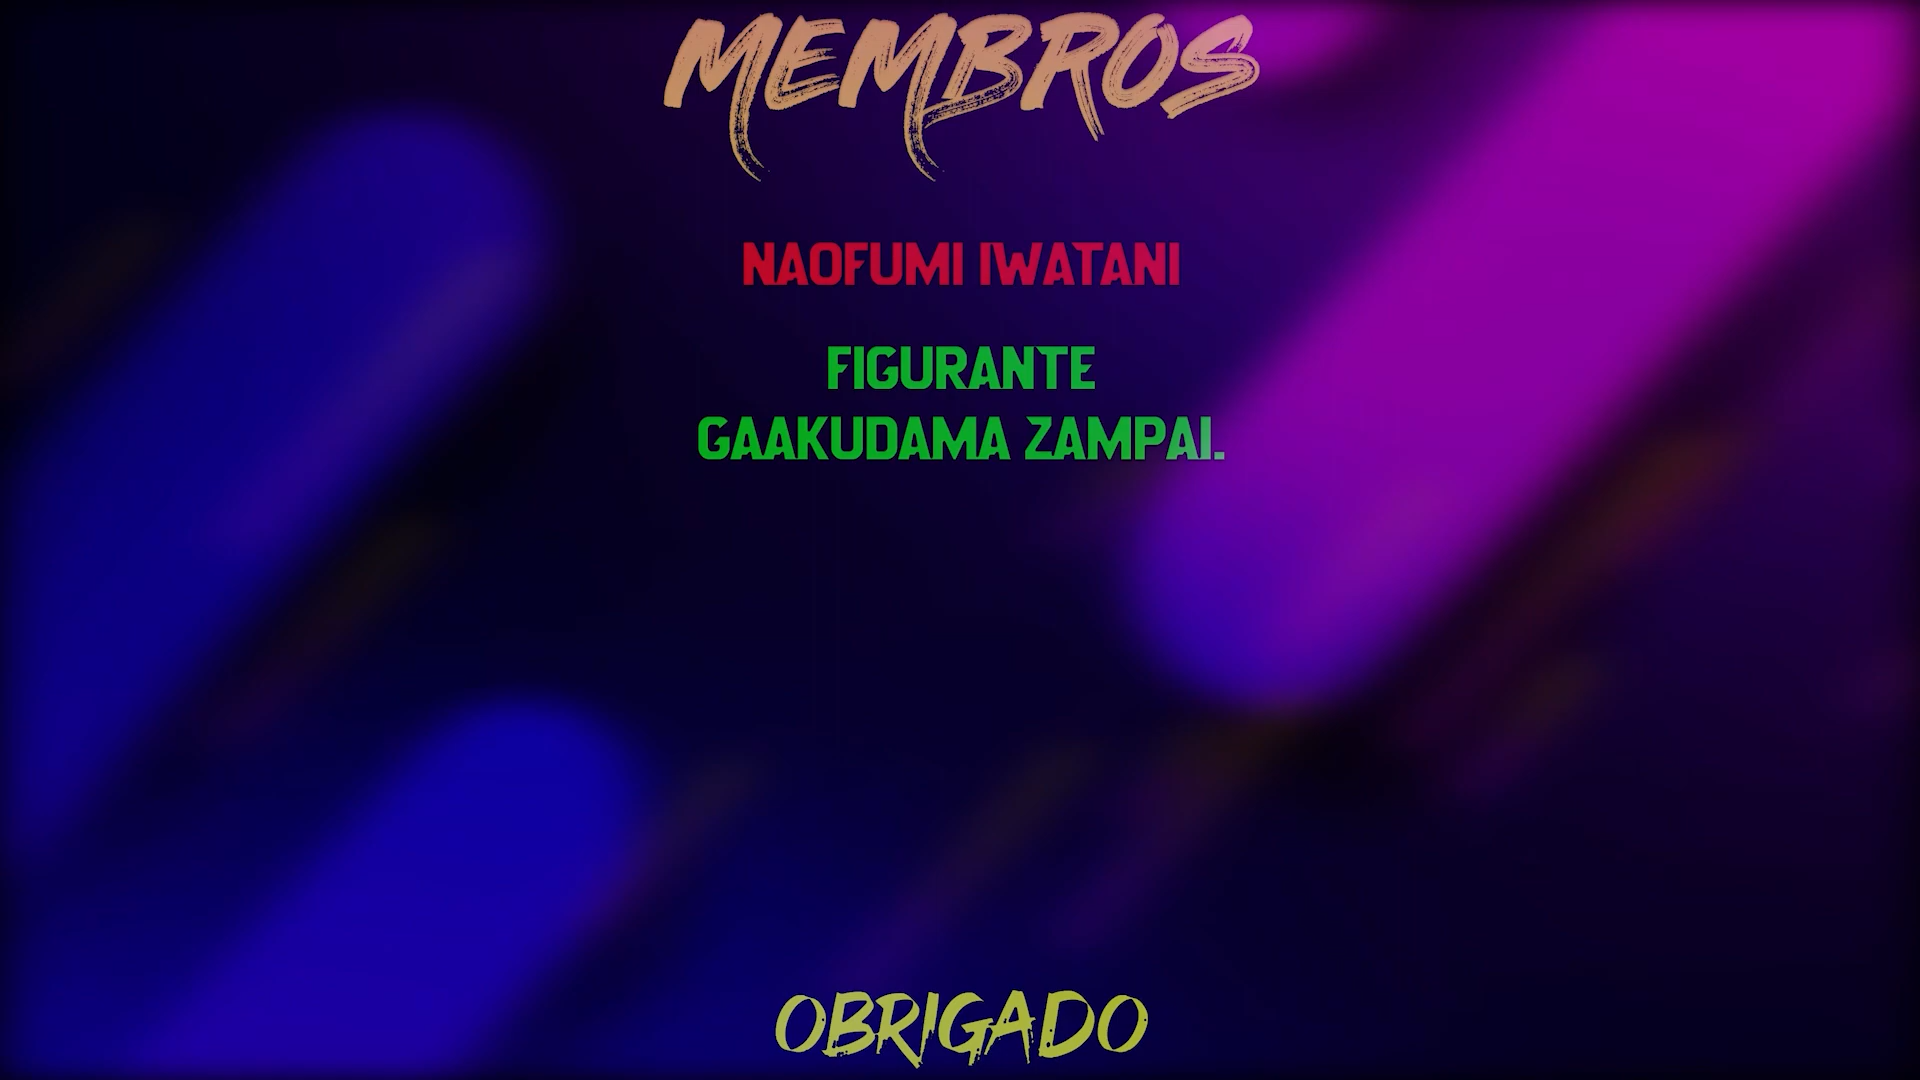 MEMBROS
NAOFUMI IWATANI
FIGURANTE
GAAKUDAMA ZAMPAI.
OBRIGADO